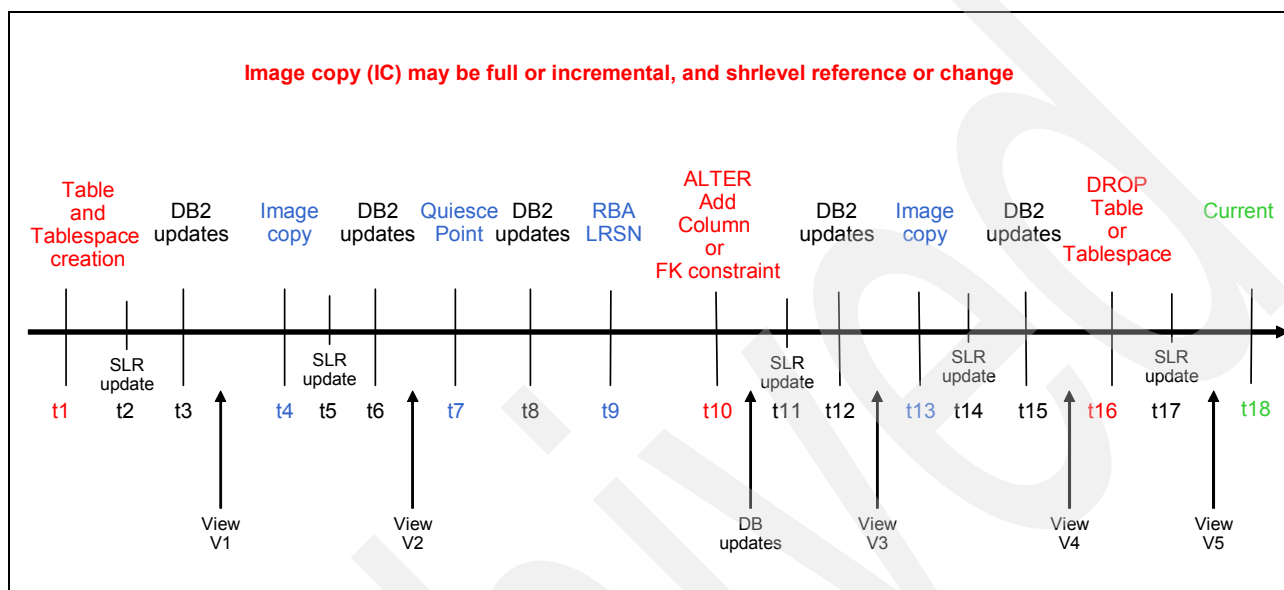 Image copy (IC) may be full or incremental, and shrlevel reference or change
Table
and
Tablespace
creation
DB2
updates
Image
copy
DB2
updates
Quiesce
Point
DB2
updates
RBA
LRSN
ALTER
Add
Column
or
FK constraint
DB2
updates
Image
copy
DB2
updates
DROP
Table
or
Tablespace
Current
SLR
update
SLR
update
SLR
update
SLR
update
SLR
update
t1
t2
t3
t4
t5
t6
t7
t8
t9
t10
t11
t12
t13
t14
t15
t16
t17
t18
View
V1
View
V2
DB
updates
View
V3
View
V4
View
V5